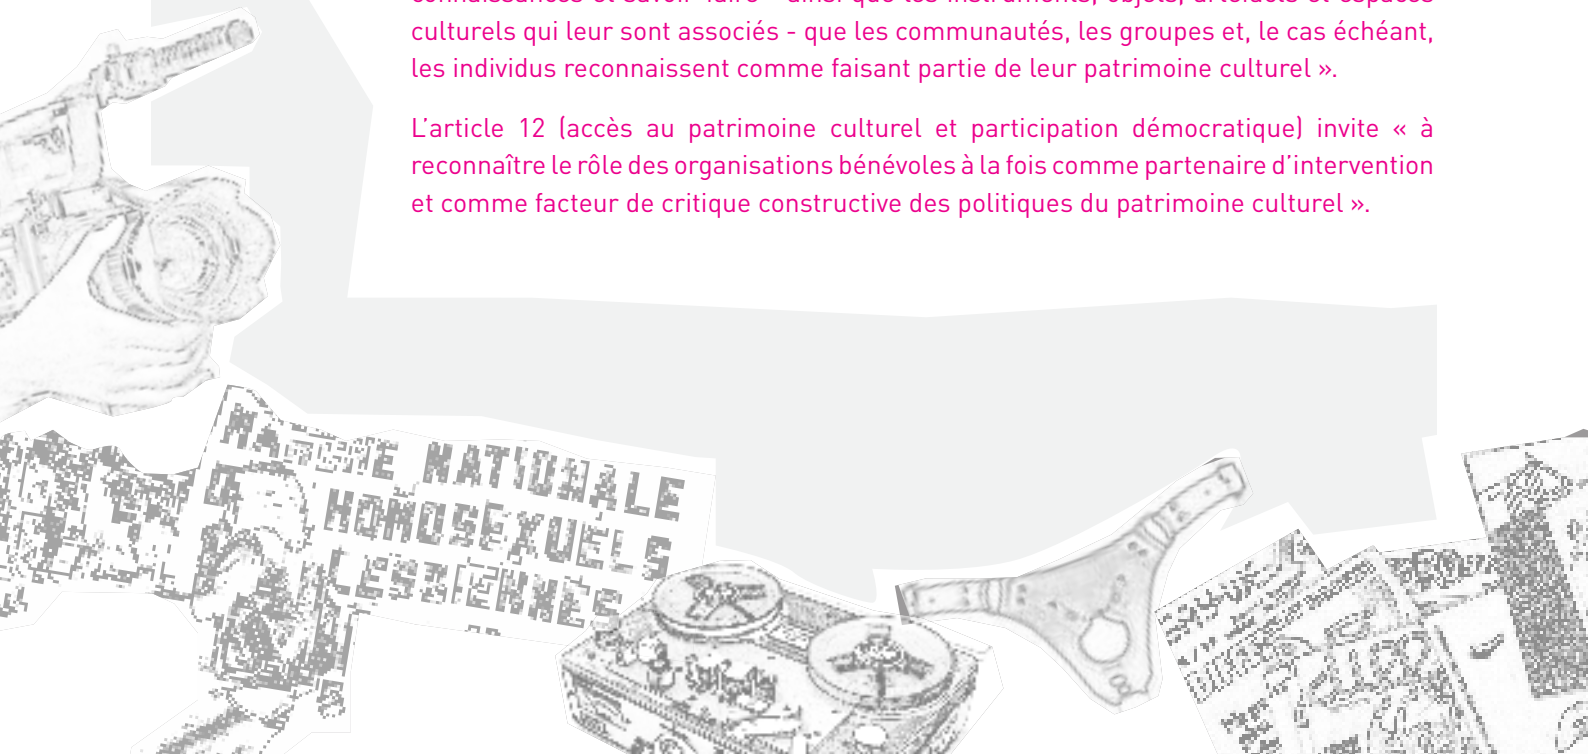 culturels qui leur sont associés - que les communautés, les groupes et, le cas échéant,
les individus reconnaissent comme faisant partie de leur patrimoine culturel ».
L’article 12 (accès au patrimoine culturel et participation démocratique) invite « à
reconnaître le rôle des organisations bénévoles à la fois comme partenaire d’intervention
et comme facteur de critique constructive des politiques du patrimoine culturel ».
MARCHE NATIONALE
HOMOSEXUELS
LESBIENNES